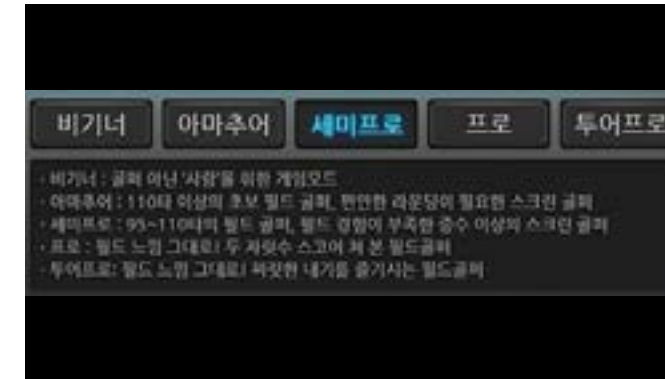 비기너 아마추어 세미프로 프로 투어프로
· 비기너 : 골퍼 아닌 '사람'을 위한 게임모드
· 아마추어 : 110타 이상의 초보 필드 골퍼, 편안한 라운딩이 필요한 스크린 골퍼
· 세미프로 : 95~110타의 필드 골퍼, 필드 경험이 부족한 중수 이상의 스크린 골퍼
· 프로 : 필드 느낌 그대로! 두 자릿수 스코어 쳐 본 필드골퍼
· 투어프로: 필드 느낌 그대로! 짜릿한 내기를 즐기시는 필드골퍼